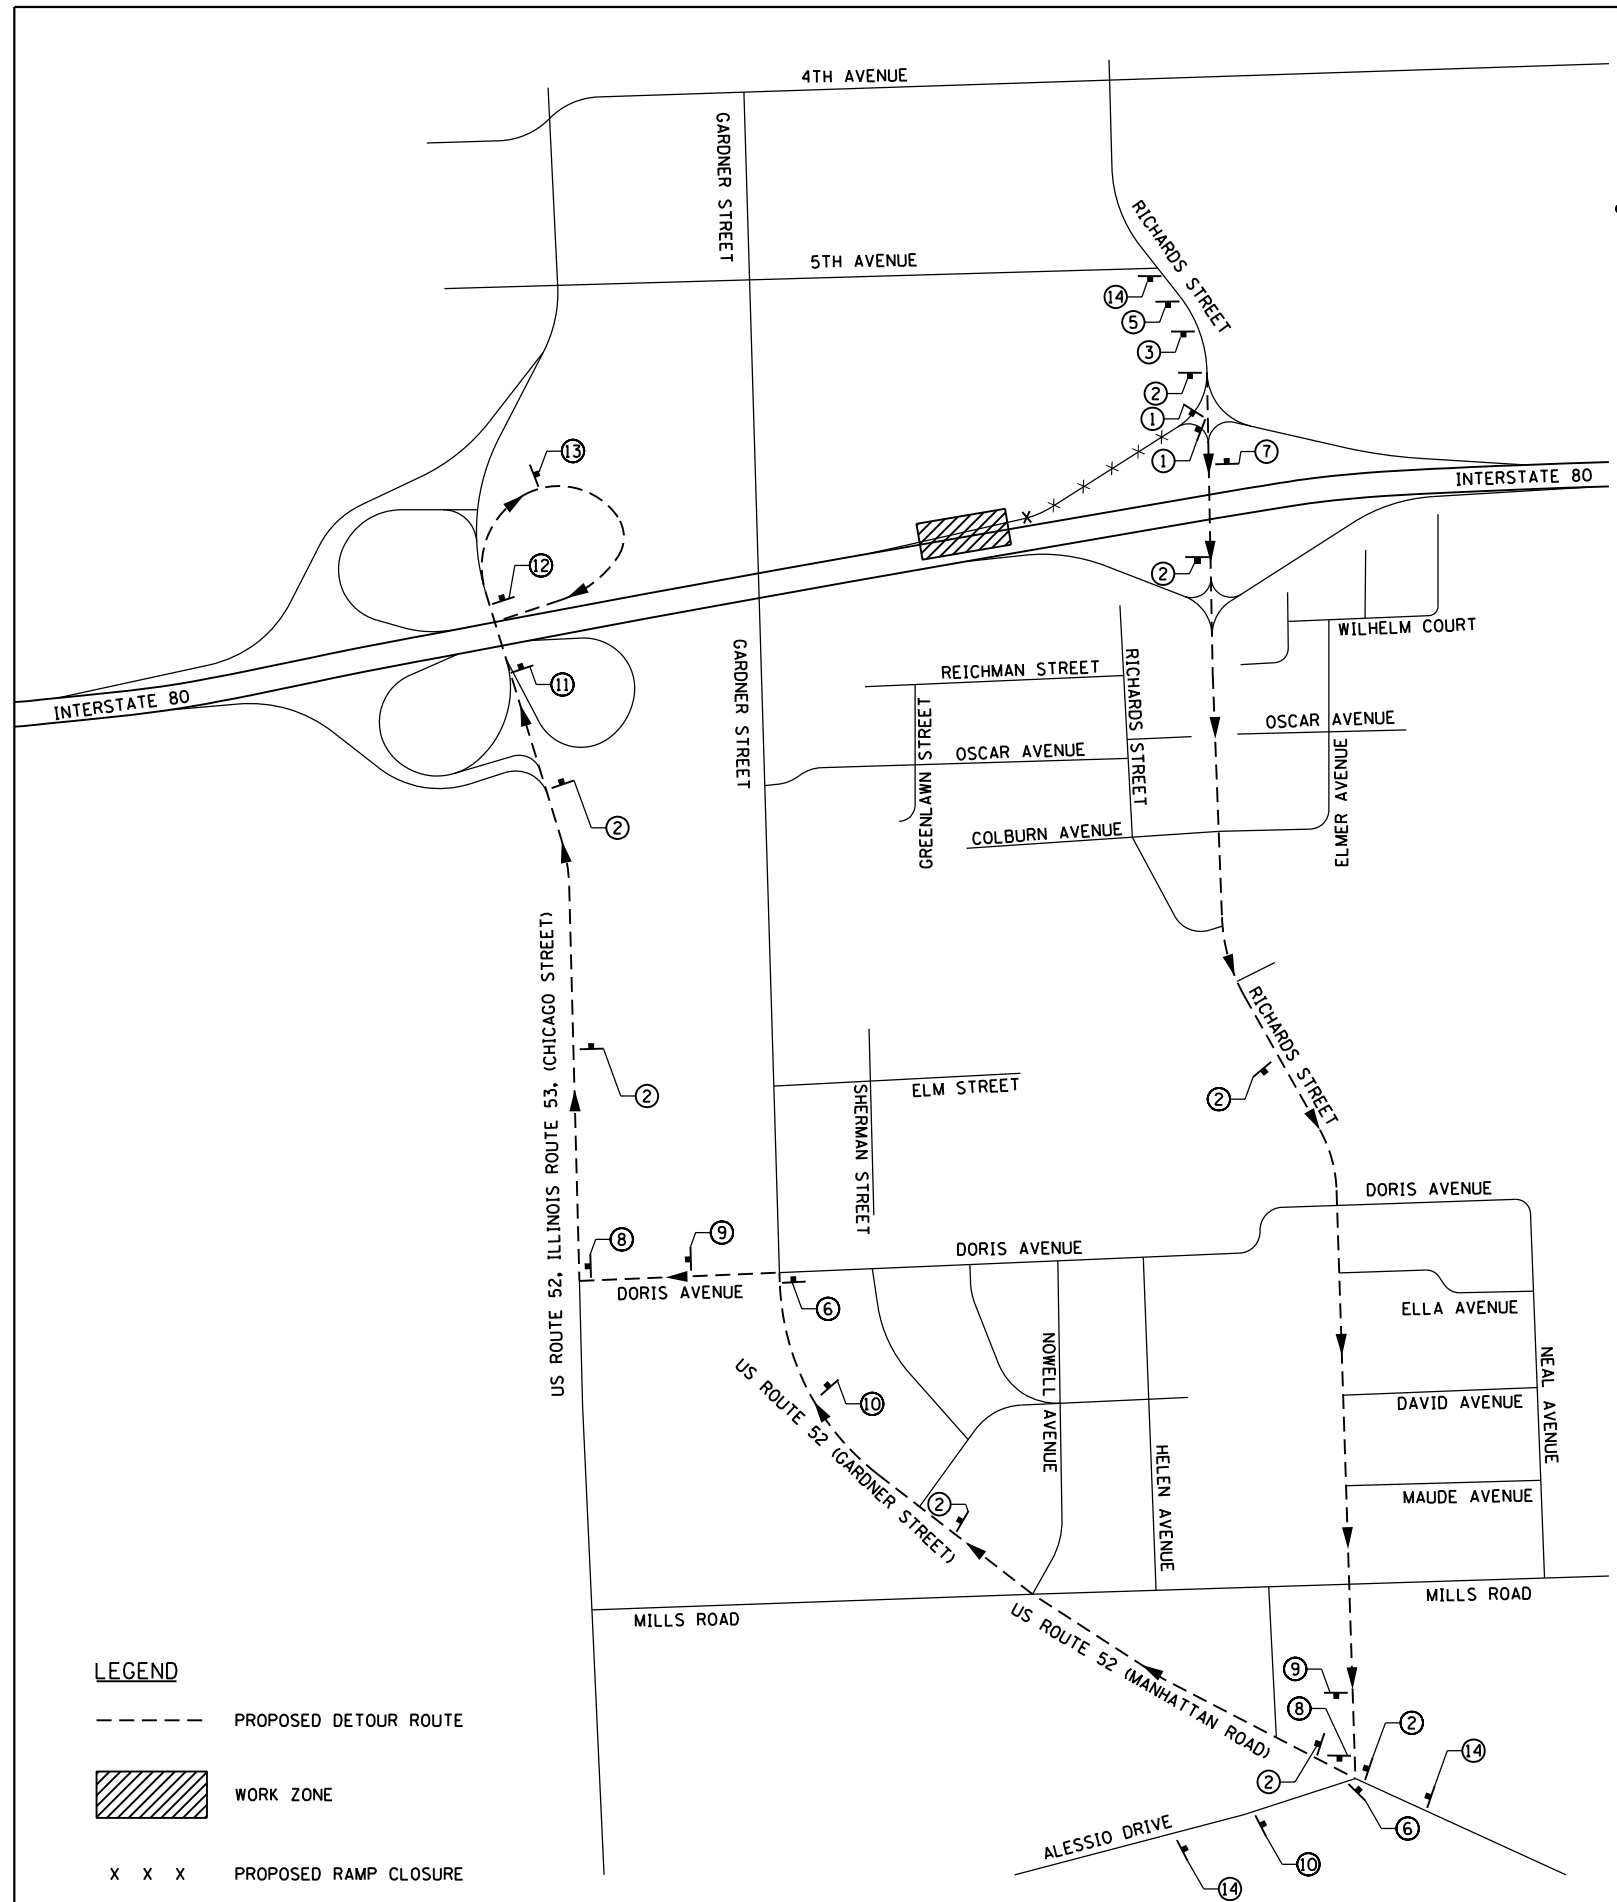 4TH AVENUE
GARDNER STREET
RICHARDS STREET
5TH AVENUE
14
5
3
2
1
1
7
13
INTERSTATE 80
12
2
WILHELM COURT
GARDNER STREET
REICHMAN STREET
RICHARDS STREET
11
INTERSTATE 80
GREENLAWN STREET
OSCAR AVENUE
OSCAR AVENUE
ELMER AVENUE
2
COLBURN AVENUE
US ROUTE 52, ILLINOIS ROUTE 53, (CHICAGO STREET)
RICHARDS STREET
2
2
ELM STREET
SHERMAN STREET
DORIS AVENUE
8
9
DORIS AVENUE
DORIS AVENUE
6
ELLA AVENUE
NOWELL AVENUE
NEAL AVENUE
US ROUTE 52 (GARDNER STREET)
10
DAVID AVENUE
HELEN AVENUE
2
MAUDE AVENUE
MILLS ROAD
MILLS ROAD
US ROUTE 52 (MANHATTAN ROAD)
9
8
2
14
2
6
ALESSIO DRIVE
10
14
LEGEND
PROPOSED DETOUR ROUTE
WORK ZONE
X X X PROPOSED RAMP CLOSURE